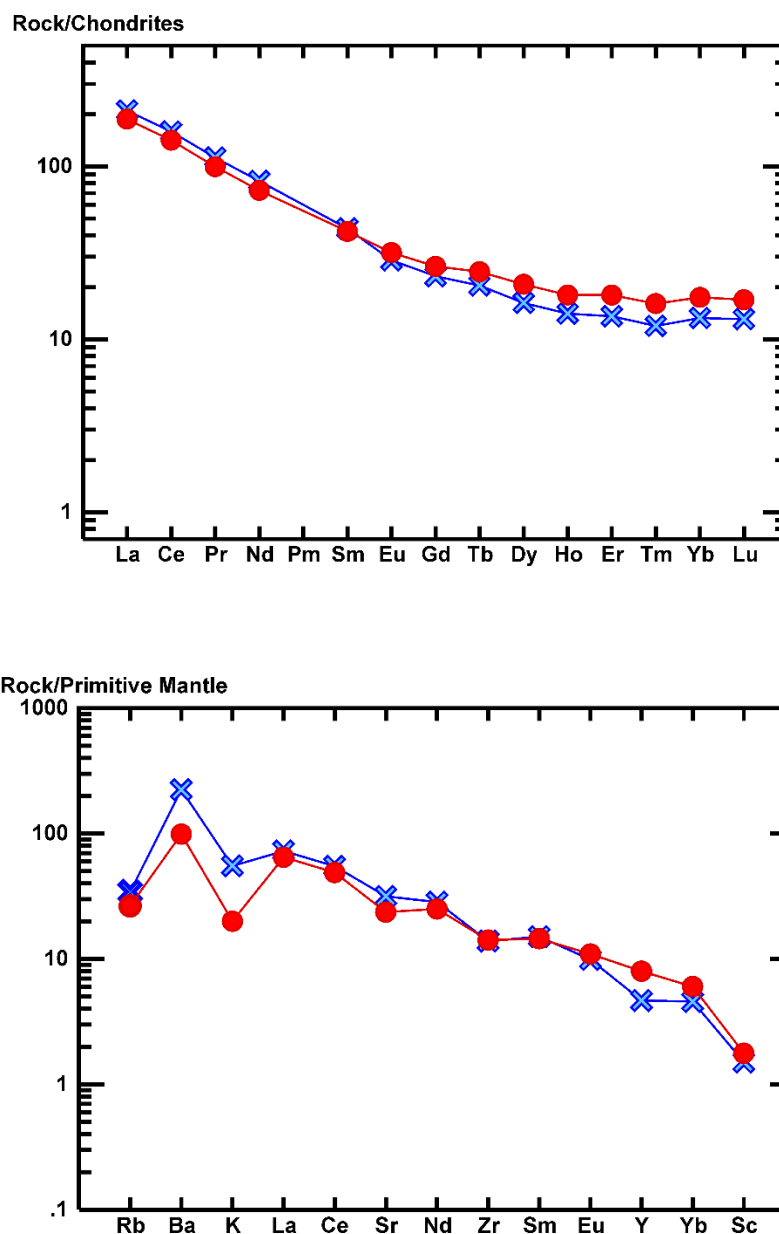 Rock/Chondrites
100
10
1
La Ce Pr Nd Pm Sm Eu Gd Tb Dy Ho Er Tm Yb Lu
Rock/Primitive Mantle
1000
100
10
1
.1
Rb Ba K La Ce Sr Nd Zr Sm Eu Y Yb Sc